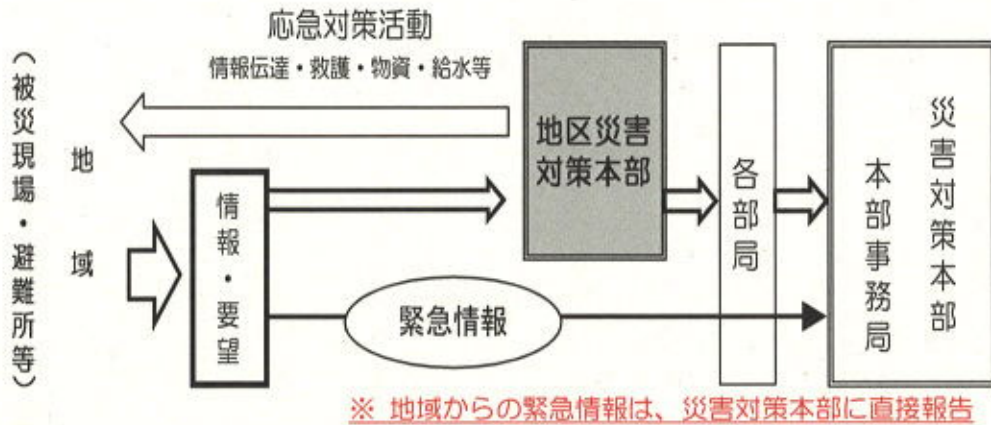 応急対策活動
情報伝達・救護・物資・給水等
（被災現場・避難所等）
地域
情報・要望
地区災害
対策本部
各部局
災害対策本部
本部事務局
緊急情報
※ 地域からの緊急情報は、災害対策本部に直接報告